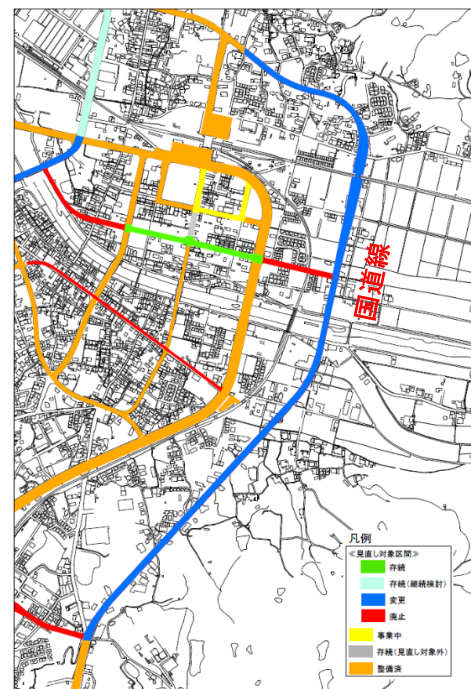 国道線
凡例
≪見直し対象区間≫
存続
存続(継続検討)
変更
廃止
事業中
存続(見直し対象外)
整備済